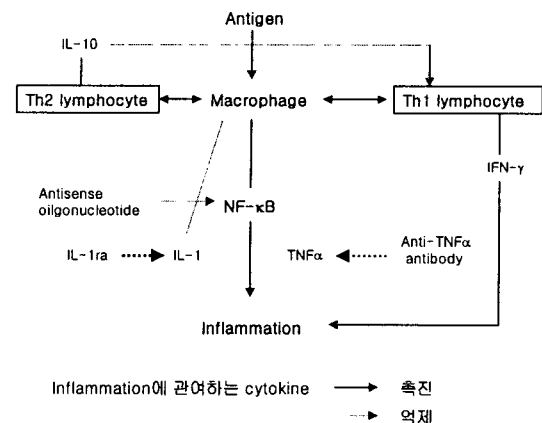 Antigen
IL-10
Th2 lymphocyte
Macrophage
Th1 lymphocyte
IFN-γ
Antisense
oilgonucleotide
NF-κB
IL-1ra
IL-1
TNFα
Anti-TNFα
antibody
Inflammation
Inflammation에 관여하는 cytokine
촉진
억제